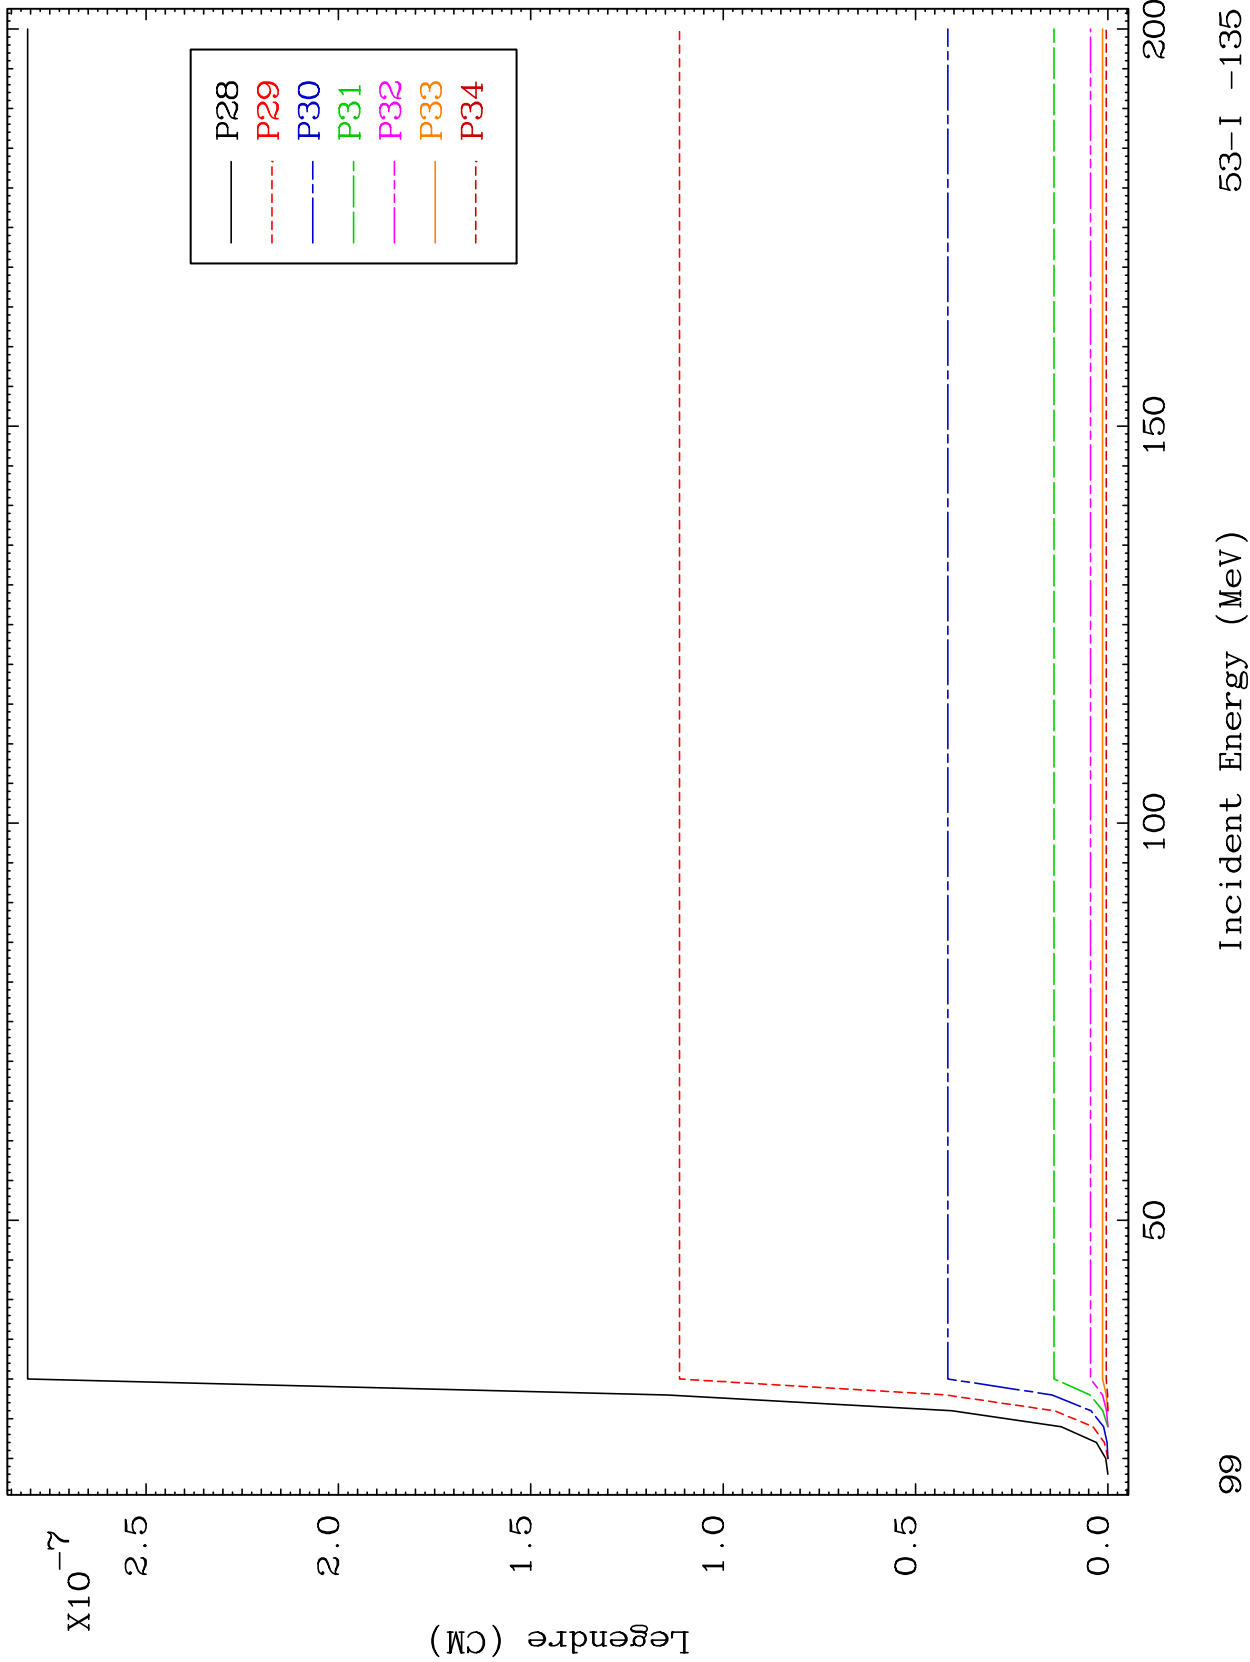 X10-7
2.5
2.0
1.5
1.0
0.5
0.0
Legendre (CM)
P28
P29
P30
P31
P32
P33
P34
50
100
150
200
99
Incident Energy (MeV)
53-I -135